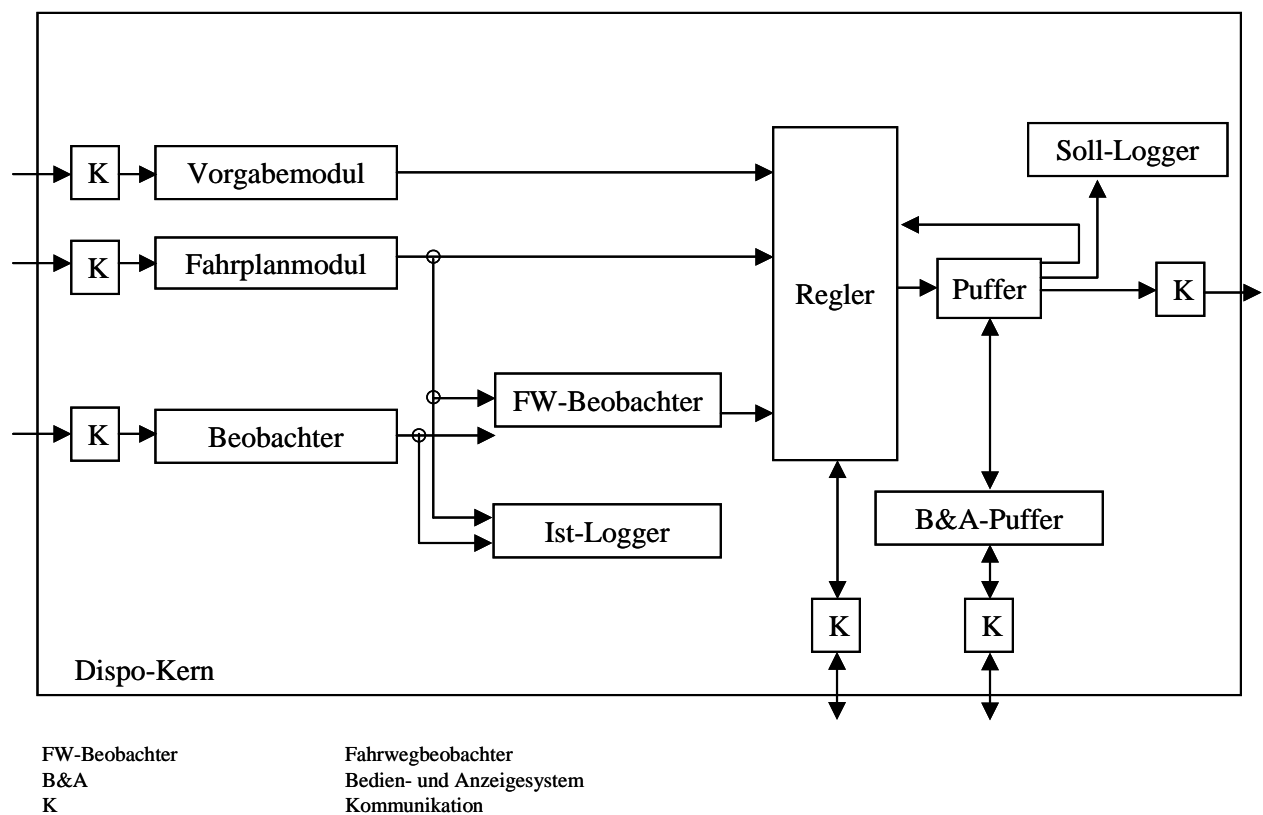 Soll-Logger
K
Vorgabemodul
K
Fahrplanmodul
Regler
Puffer
K
FW-Beobachter
K
Beobachter
B&A-Puffer
Ist-Logger
K
K
Dispo-Kern
FW-Beobachter Fahrwegbeobachter
B&A Bedien- und Anzeigesystem
K Kommunikation